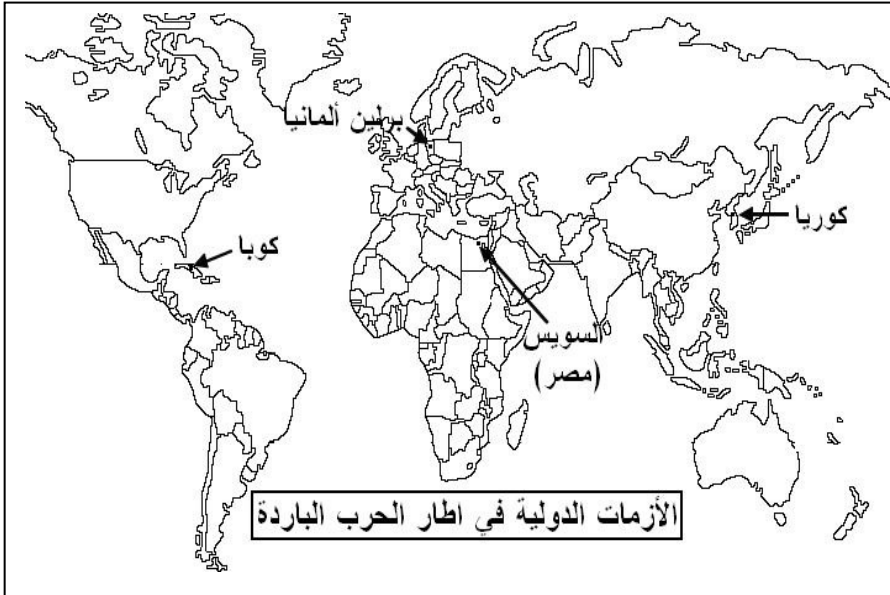 برلين ألمانيا
كوريا
كوبا
السويس
(مصر)
الأزمات الدولية في اطار الحرب الباردة